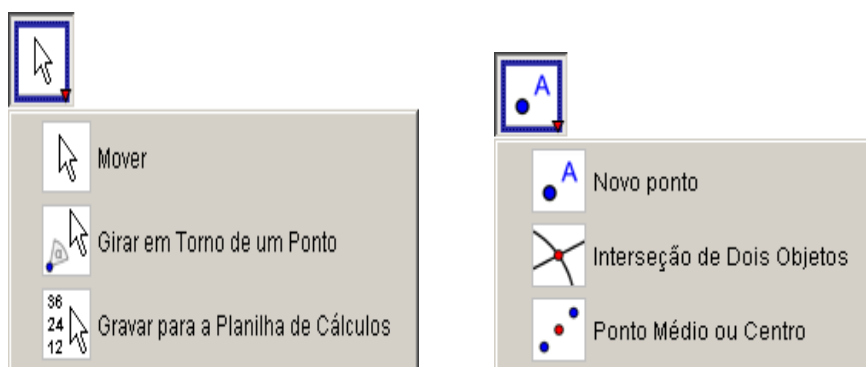 Mover
Girar em Torno de um Ponto
36
24
12
Gravar para a Planilha de Cálculos
A
A
Novo ponto
Interseção de Dois Objetos
Ponto Médio ou Centro